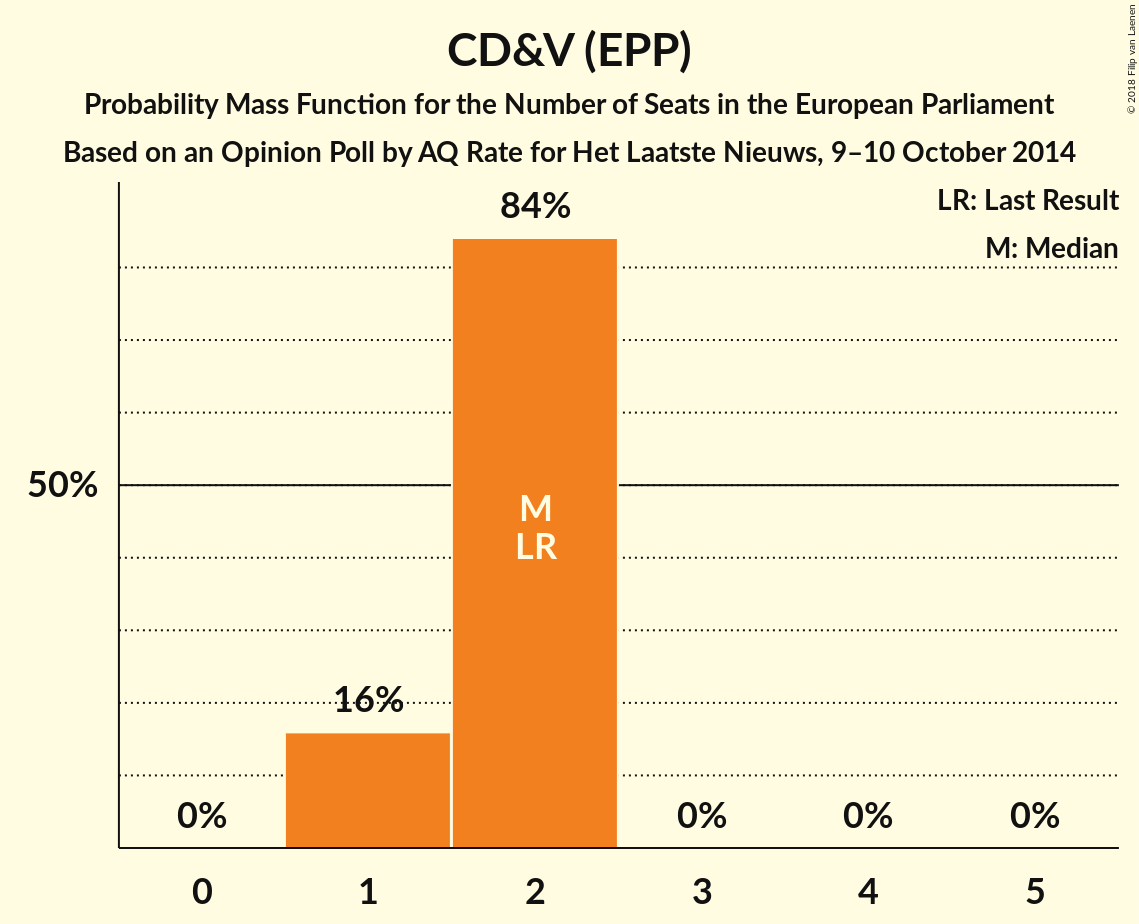 CD&V (EPP)
Probability Mass Function for the Number of Seats in the European Parliament
Based on an Opinion Poll by AQ Rate for Het Laatste Nieuws, 9–10 October 2014
© 2018 Filip van Laenen
LR: Last Result
M: Median
84%
50%
M
LR
16%
0%
0%
0%
0%
0
1
2
3
4
5